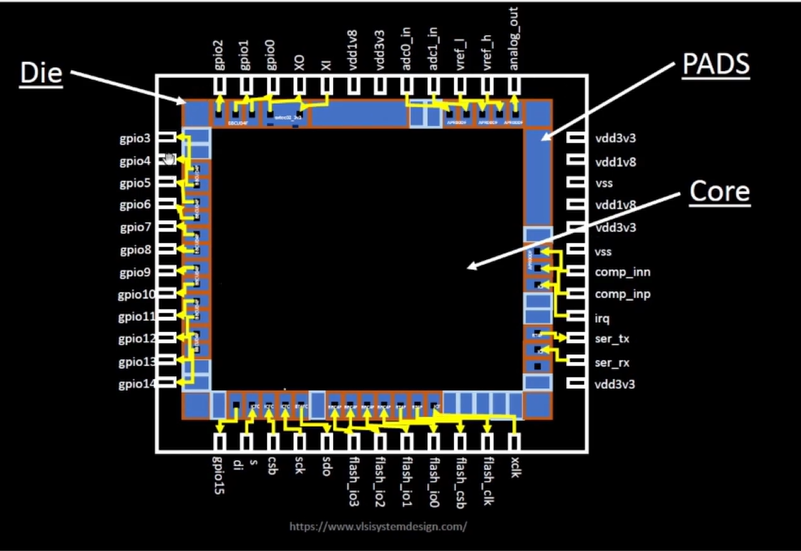 gpio2
gpio1
gpio0
XO
XI
vdd1v8
vdd3v3
adc0_in
adc1_in
vref_l
vref_h
analog_out
Die
PADS
Core
gpio3
gpio4
gpio5
gpio6
gpio7
gpio8
gpio9
gpio10
gpio11
gpio12
gpio13
gpio14
vdd3v3
vdd1v8
vss
vdd1v8
vdd3v3
vss
comp_inn
comp_inp
irq
ser_tx
ser_rx
vdd3v3
gpio15
di
s
csb
sck
sdo
flash_io3
flash_io2
flash_io1
flash_io0
flash_csb
flash_clk
xclk
https://www.vlsisystemdesign.com/